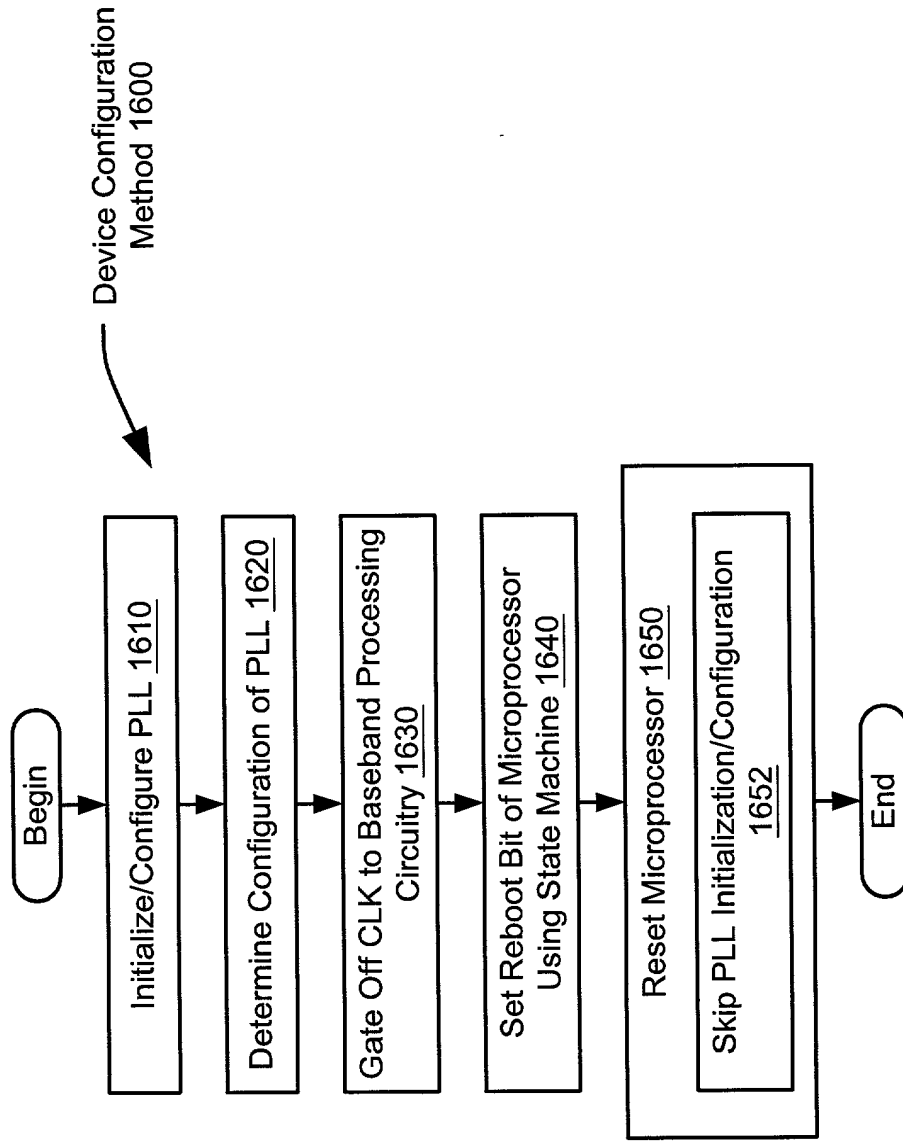 Begin
Device Configuration
Method 1600
Initialize/Configure PLL 1610
Determine Configuration of PLL 1620
Gate Off CLK to Baseband Processing
Circuitry 1630
Set Reboot Bit of Microprocessor
Using State Machine 1640
Reset Microprocessor 1650
Skip PLL Initialization/Configuration
1652
End